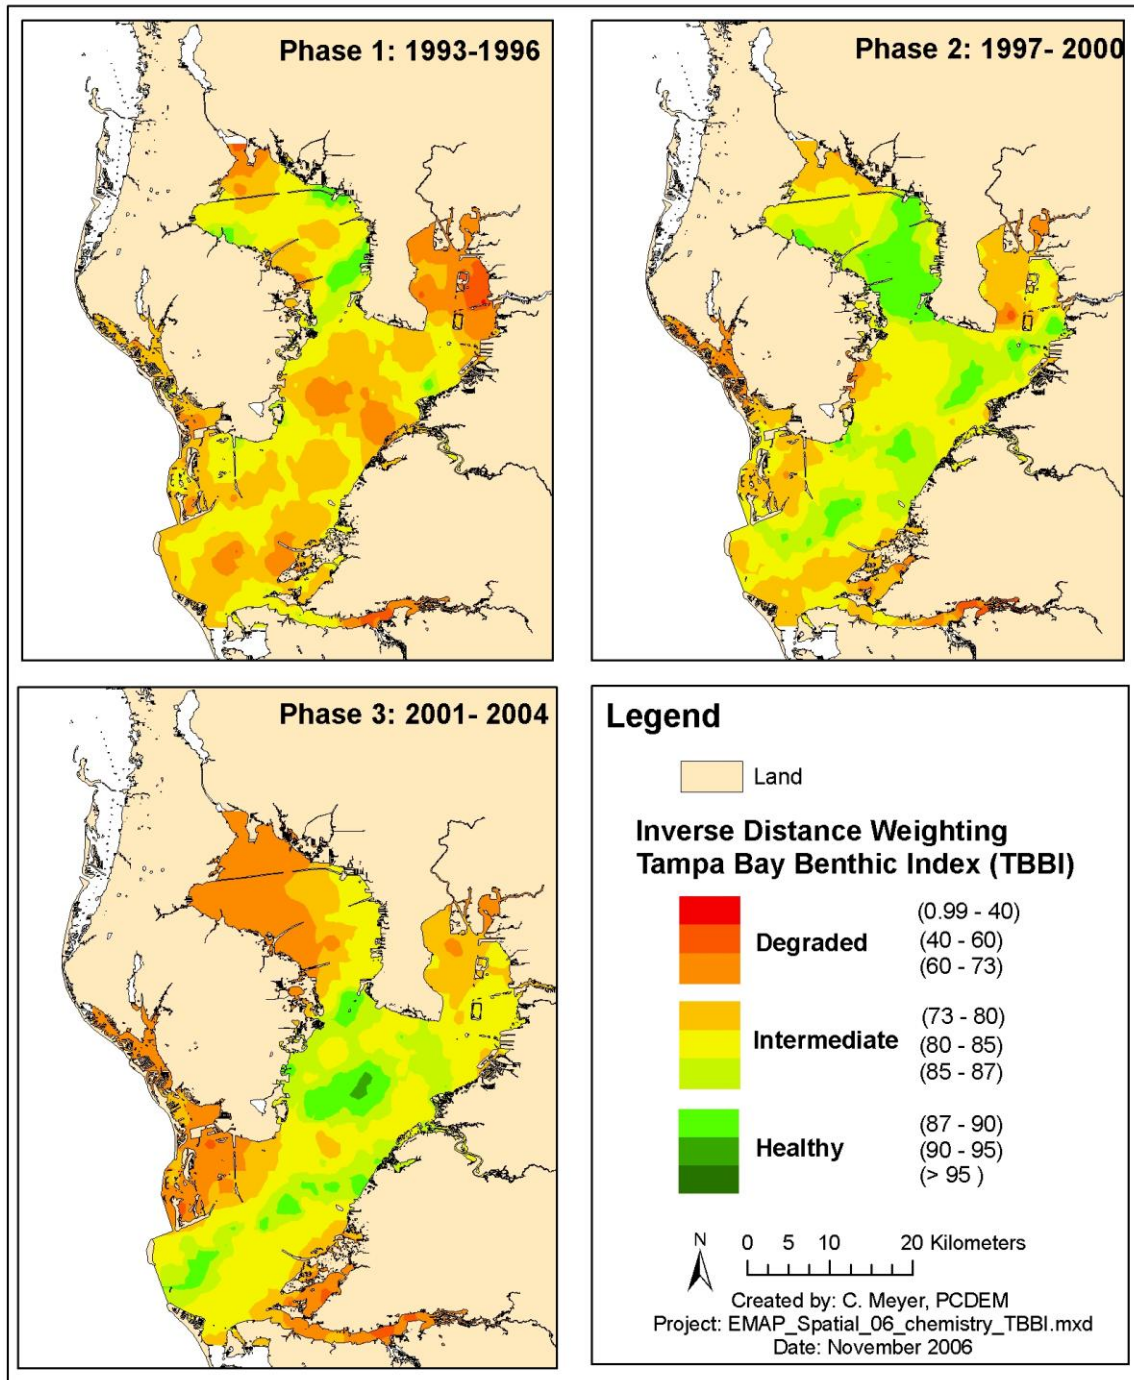 Phase 1: 1993-1996
Phase 2: 1997- 2000
Phase 3: 2001- 2004
Legend
Land
Inverse Distance Weighting
Tampa Bay Benthic Index (TBBI)
(0.99 - 40)
Degraded (40 - 60)
(60 - 73)
(73 - 80)
Intermediate (80 - 85)
(85 - 87)
(87 - 90)
Healthy (90 - 95)
(> 95 )
N
0 5 10 20 Kilometers
Created by: C. Meyer, PCDEM
Project: EMAP_Spatial_06_chemistry_TBBI.mxd
Date: November 2006